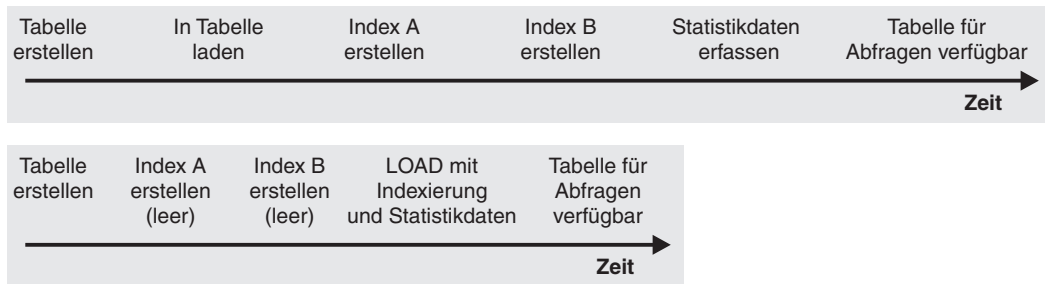 Tabelle erstellen
In Tabelle laden
Index A erstellen
Index B erstellen
Statistikdaten erfassen
Tabelle für Abfragen verfügbar
Zeit
Tabelle erstellen
Index A erstellen (leer)
Index B erstellen (leer)
LOAD mit Indexierung und Statistikdaten
Tabelle für Abfragen verfügbar
Zeit